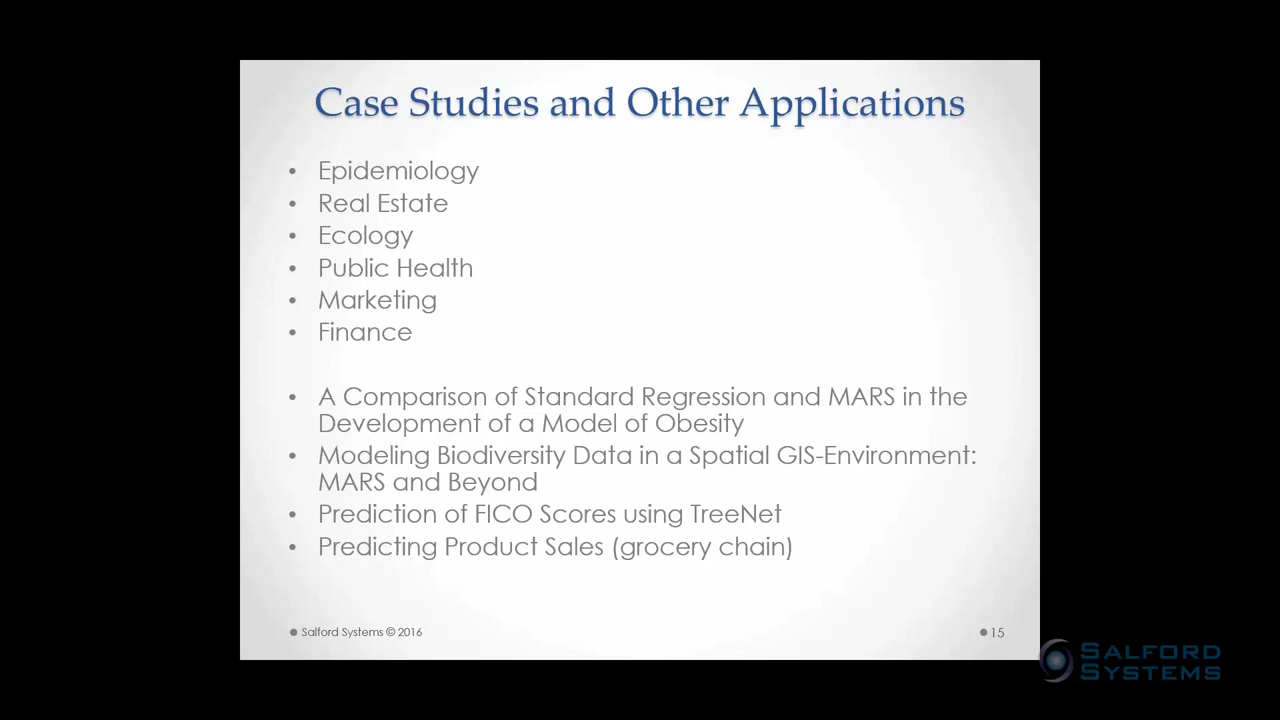 Case Studies and Other Applications
• Epidemiology
• Real Estate
• Ecology
• Public Health
• Marketing
• Finance
• A Comparison of Standard Regression and MARS in the
Development of a Model of Obesity
• Modeling Biodiversity Data in a Spatial GIS-Environment:
MARS and Beyond
• Prediction of FICO Scores using TreeNet
• Predicting Product Sales (grocery chain)
• Salford Systems © 2016
• 15
SALFORD
SYSTEMS